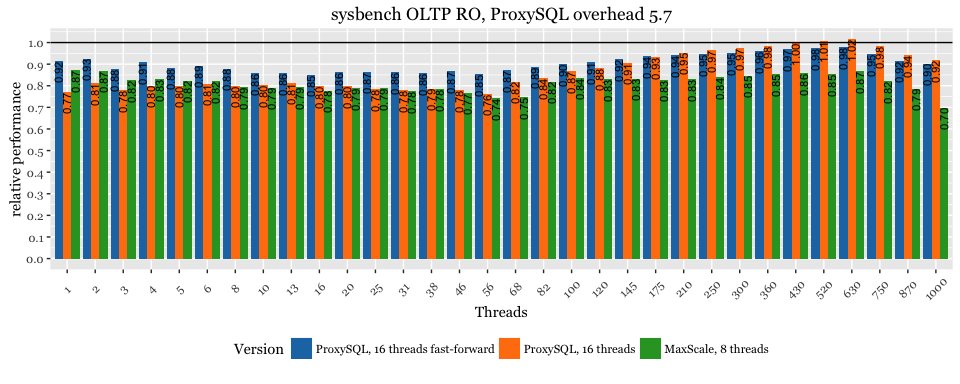 sysbench OLTP RO, ProxySQL overhead 5.7
relative performance
1.0
0.9
0.8
0.7
0.6
0.5
0.4
0.3
0.2
0.1
0.0
0.92 0.77 0.87
0.93 0.81 0.87
0.88 0.78 0.82
0.91 0.80 0.83
0.88 0.80 0.82
0.89 0.81 0.82
0.88 0.80 0.79
0.86 0.80 0.79
0.86 0.81 0.79
0.85 0.80 0.78
0.86 0.80 0.79
0.87 0.78 0.79
0.86 0.78 0.78
0.86 0.79 0.78
0.87 0.78 0.77
0.85 0.76 0.74
0.87 0.82 0.75
0.89 0.84 0.82
0.90 0.87 0.84
0.91 0.88 0.83
0.92 0.91 0.83
0.94 0.93 0.83
0.95 0.83
0.95 0.97 0.84
0.95 0.97 0.85
0.96 0.98 0.85
0.97 1.00 0.86
0.98 1.01 0.85
0.98 1.02 0.87
0.95 0.98 0.82
0.94 0.79
0.90 0.92 0.70
1 2 3 4 5 6 8 10 13 16 20 25 31 38 46 56 68 82 100 120 145 175 210 250 300 360 430 520 630 750 870 1000
Threads
Version ProxySQL, 16 threads fast-forward ProxySQL, 16 threads MaxScale, 8 threads